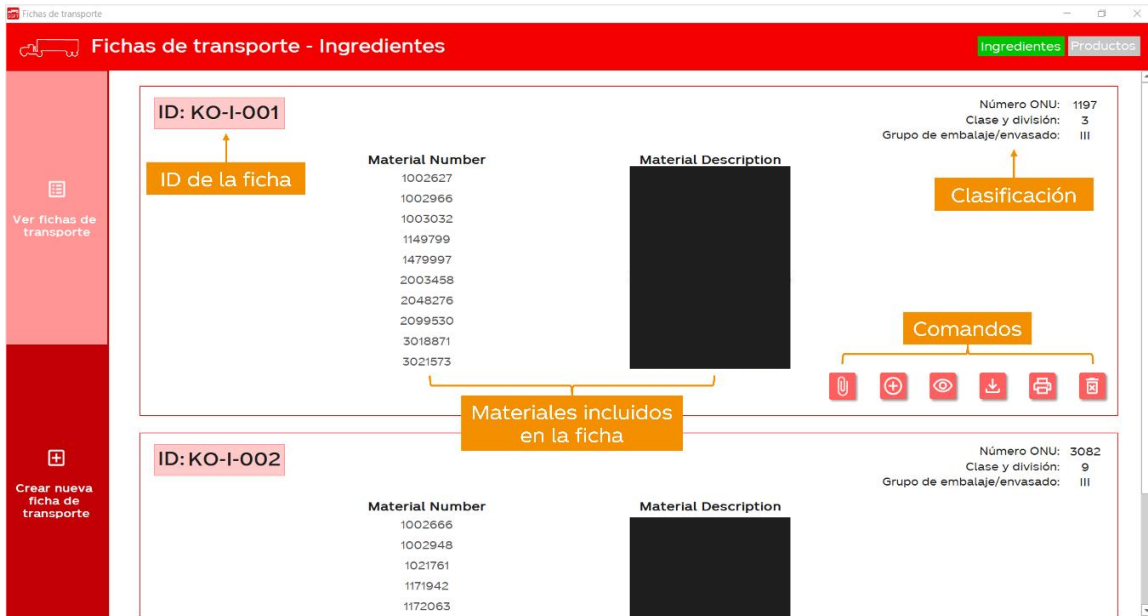 Fichas de transporte
Fichas de transporte - Ingredientes
Ingredientes Productos
Ver fichas de
transporte
Crear nueva
ficha de
transporte
ID: KO-I-001
ID de la ficha
Número ONU: 1197
Clase y división: 3
Grupo de embalaje/envasado: III
Clasificación
Material Number Material Description
1002627
1002966
1003032
1149799
1479997
2003458
2048276
2099530
3018871
3021573
Comandos
Materiales incluidos
en la ficha
ID: KO-I-002
Número ONU: 3082
Clase y división: 9
Grupo de embalaje/envasado: III
Material Number Material Description
1002666
1002948
1021761
1171942
1172063